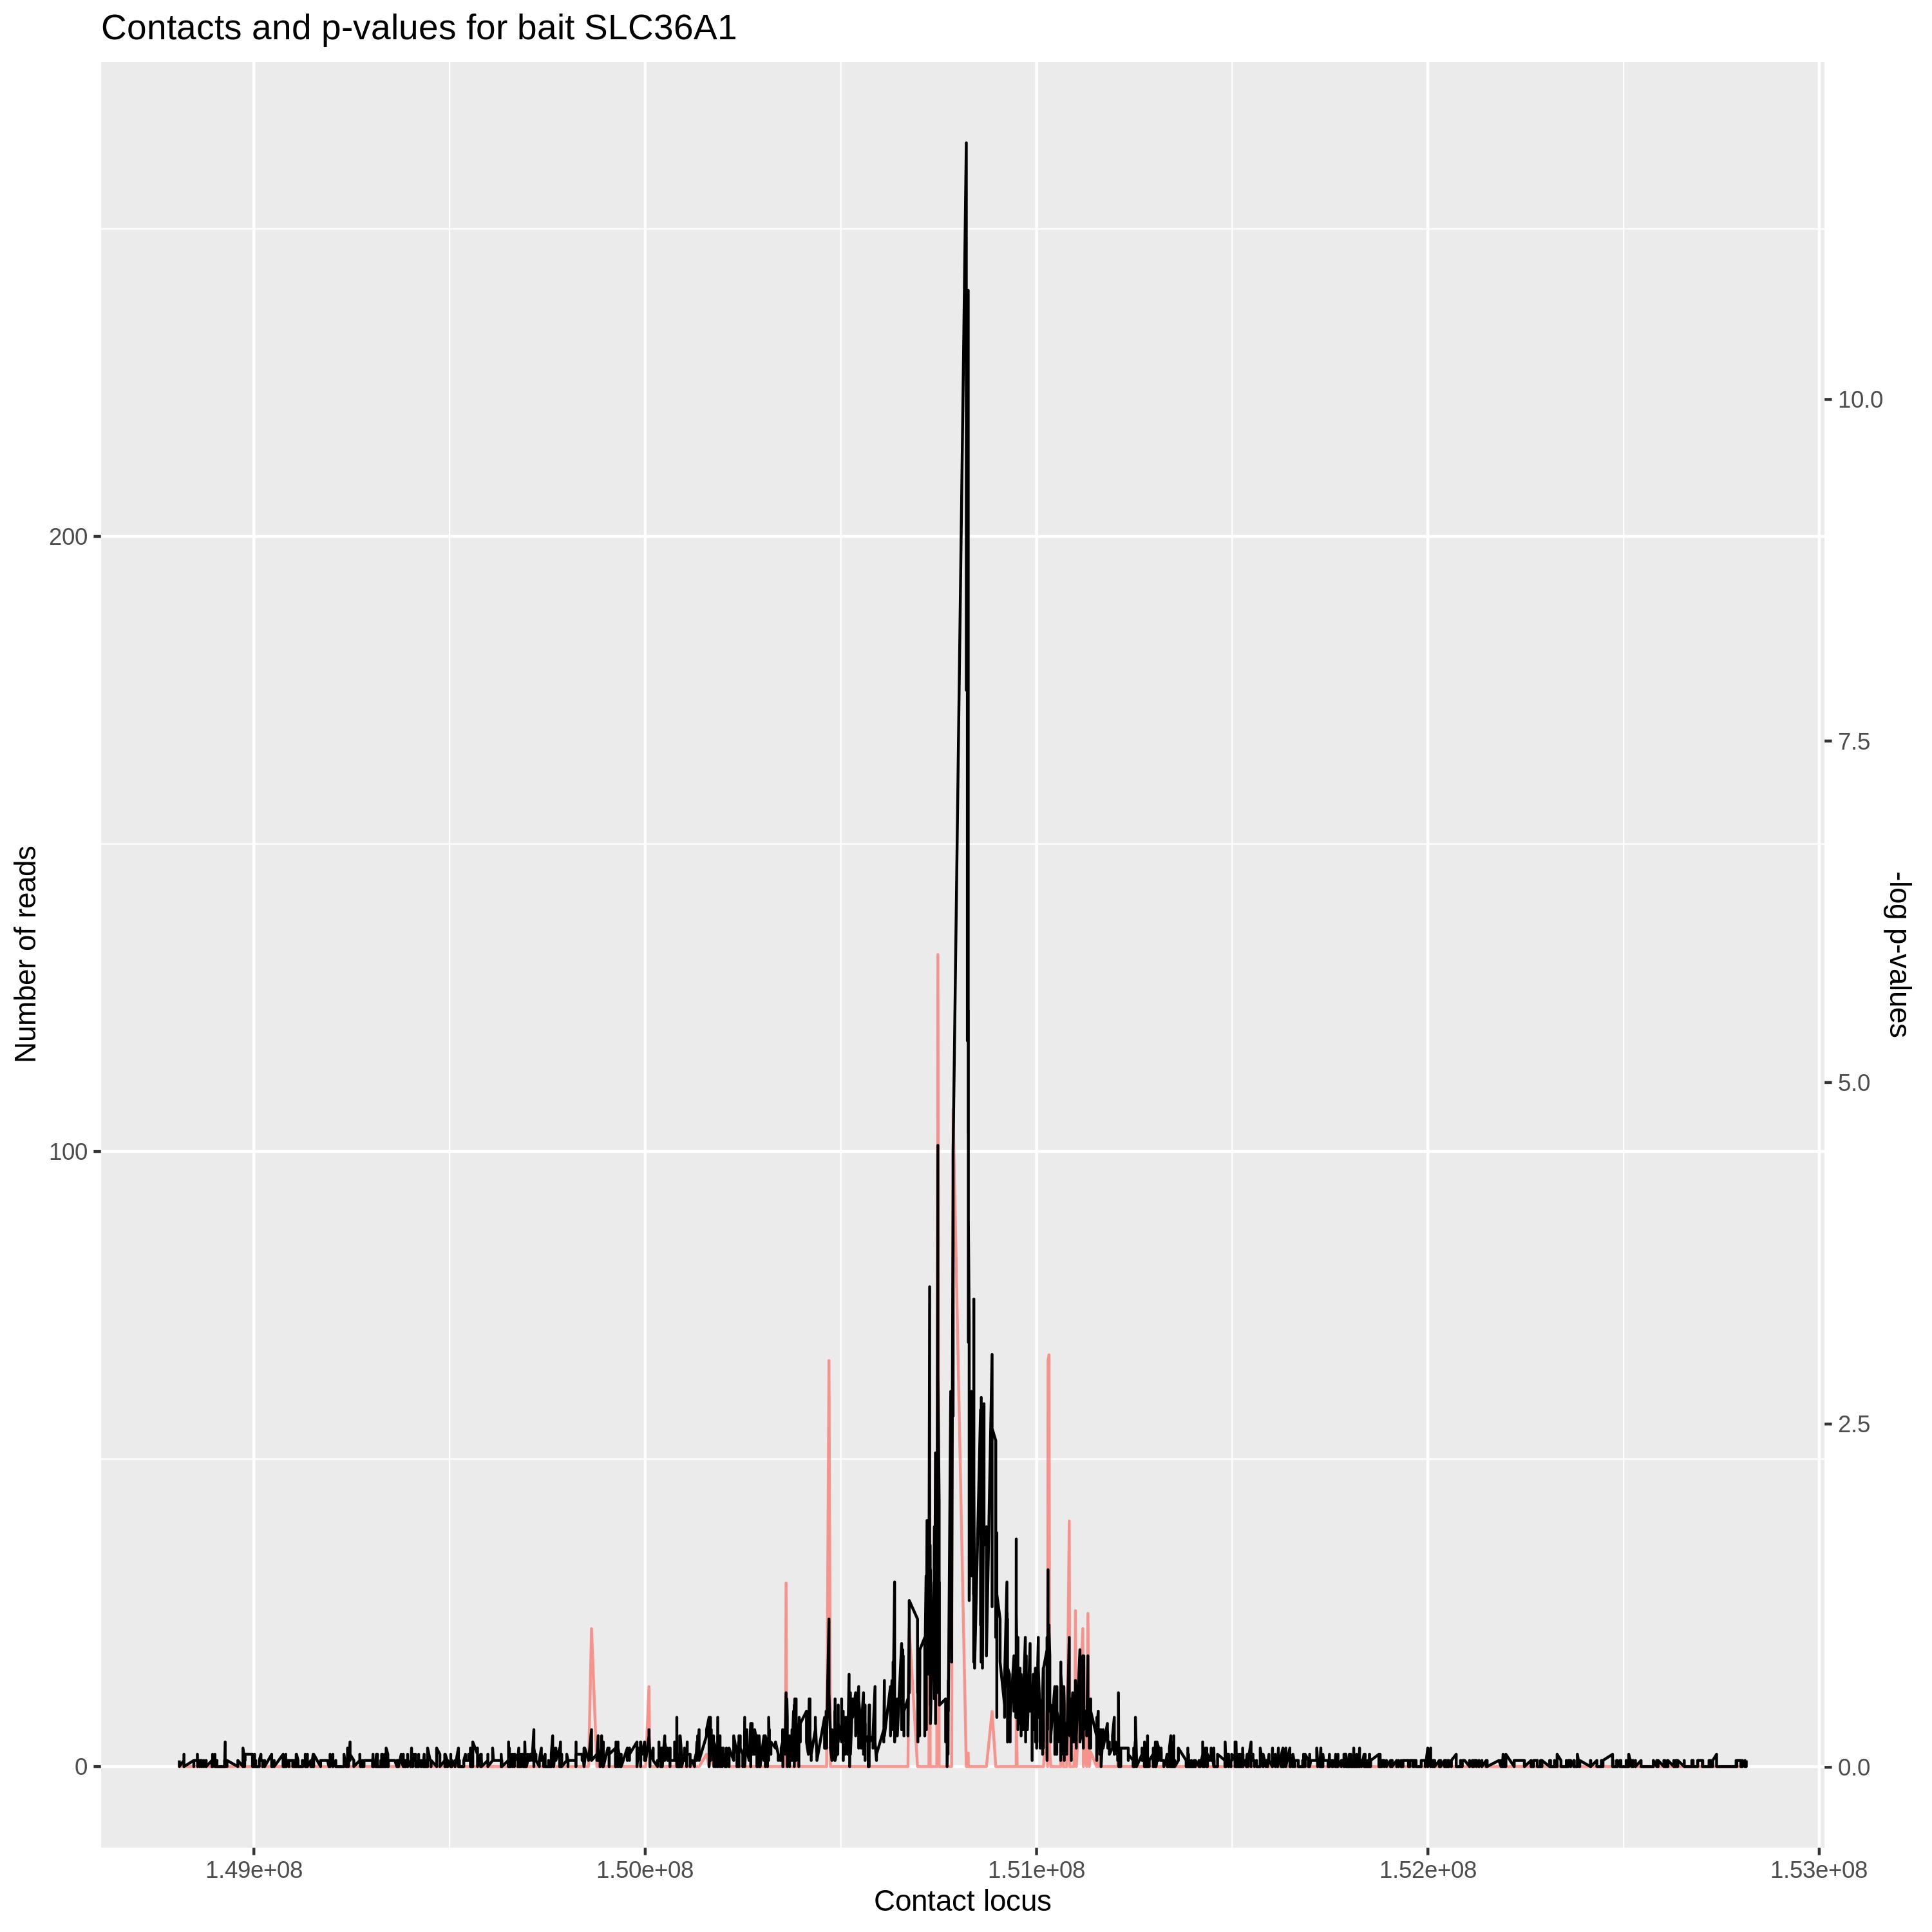 Contacts and p-values for bait SLC36A1
Number of reads
200
100
0
10.0
7.5
5.0
2.5
0.0
-log p-values
1.49e+08
1.50e+08
1.51e+08
1.52e+08
1.53e+08
Contact locus